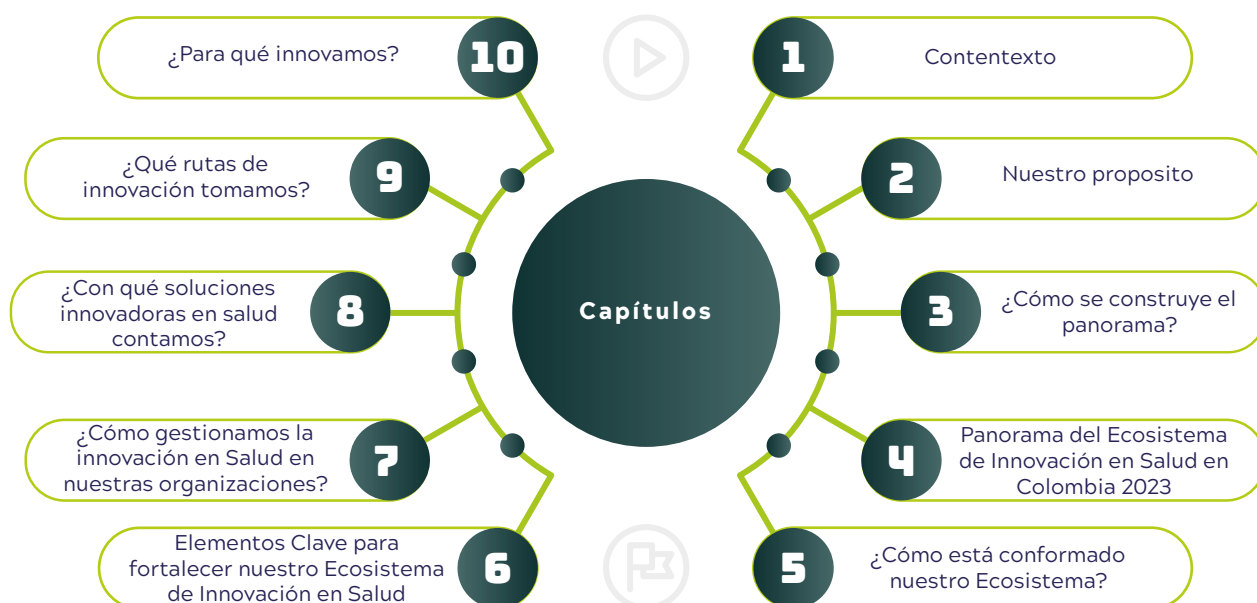 Capítulos
1
Contentexto
2
Nuestro proposito
3
¿Cómo se construye el
panorama?
4
Panorama del Ecosistema
de Innovación en Salud en
Colombia 2023
5
¿Cómo está conformado
nuestro Ecosistema?
6
Elementos Clave para
fortalecer nuestro Ecosistema
de Innovación en Salud
7
¿Cómo gestionamos la
innovación en Salud en
nuestras organizaciones?
8
¿Con qué soluciones
innovadoras en salud
contamos?
9
¿Qué rutas de
innovación tomamos?
10
¿Para qué innovamos?